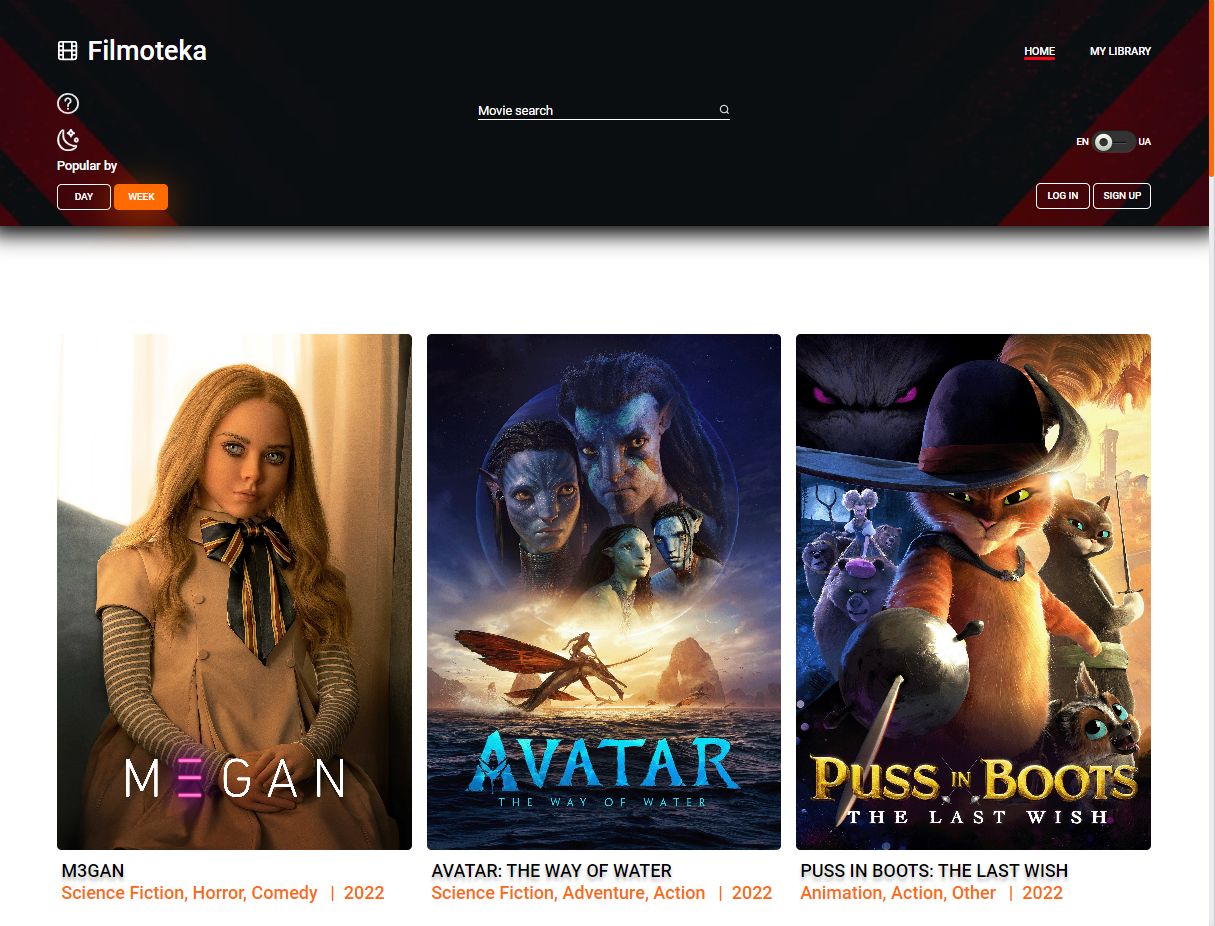 Filmoteka
HOME
MY LIBRARY
?
Movie search
EN
UA
Popular by
DAY
WEEK
LOG IN
SIGN UP
M3GAN
AVATAR
THE WAY OF WATER
PUSS IN BOOTS
THE LAST WISH
M3GAN
Science Fiction, Horror, Comedy | 2022
AVATAR: THE WAY OF WATER
Science Fiction, Adventure, Action | 2022
PUSS IN BOOTS: THE LAST WISH
Animation, Action, Other | 2022